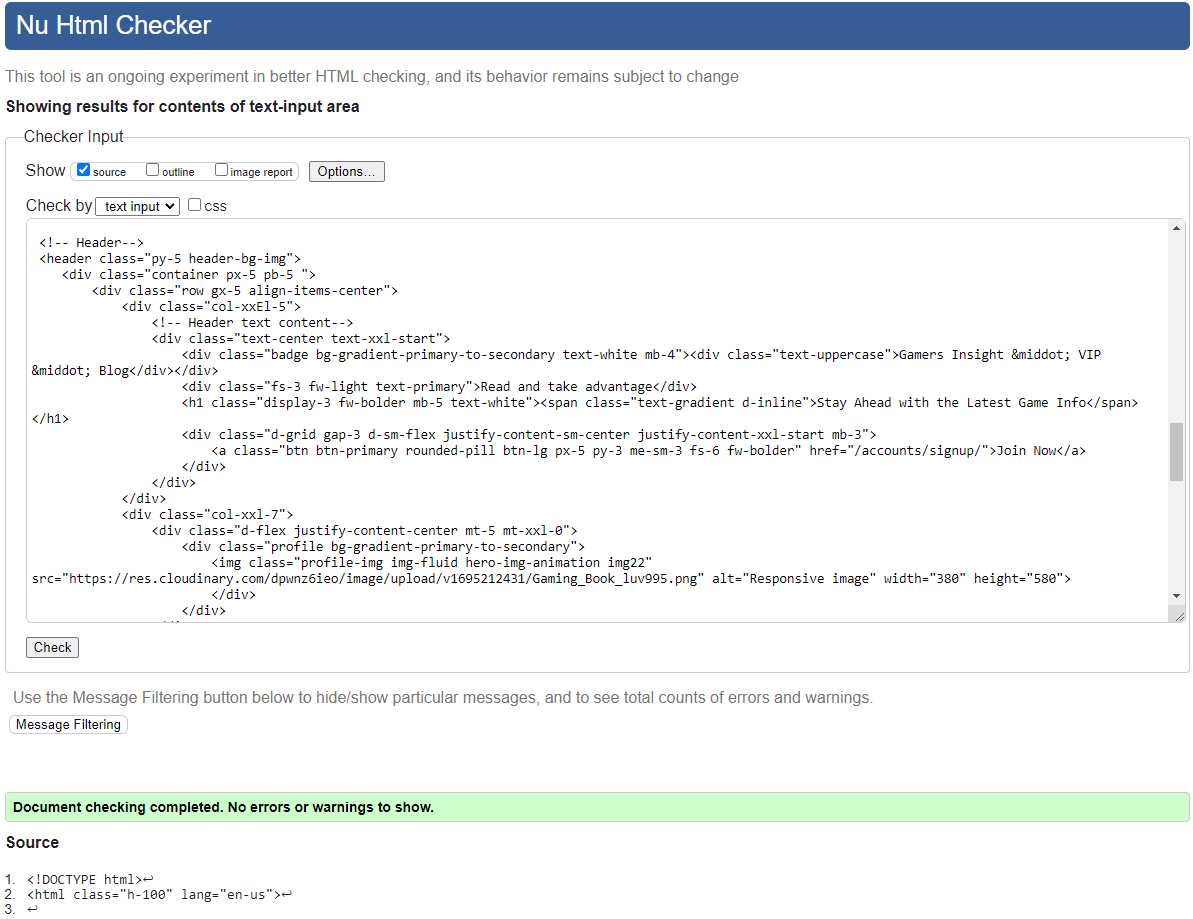 Nu Html Checker
This tool is an ongoing experiment in better HTML checking, and its behavior remains subject to change
Showing results for contents of text-input area
Checker Input
Show source outline image report Options...
Check by text input css
<!-- Header-->
<header class="py-5 header-bg-img">
<div class="container px-5 pb-5 ">
<div class="row gx-5 align-items-center">
<div class="col-xxEl-5">
<!-- Header text content-->
<div class="text-center text-xxl-start">
<div class="badge bg-gradient-primary-to-secondary text-white mb-4"><div class="text-uppercase">Gamers Insight &middot; VIP
&middot; Blog</div></div>
<div class="fs-3 fw-light text-primary">Read and take advantage</div>
<h1 class="display-3 fw-bolder mb-5 text-white"><span class="text-gradient d-inline">Stay Ahead with the Latest Game Info</span>
</h1>
<div class="d-grid gap-3 d-sm-flex justify-content-sm-center justify-content-xxl-start mb-3">
<a class="btn btn-primary rounded-pill btn-lg px-5 py-3 me-sm-3 fs-6 fw-bolder" href="/accounts/signup/">Join Now</a>
</div>
</div>
</div>
<div class="col-xxl-7">
<div class="d-flex justify-content-center mt-5 mt-xxl-0">
<div class="profile bg-gradient-primary-to-secondary">
<img class="profile-img img-fluid hero-img-animation img22"
src="https://res.cloudinary.com/dpwnz6ieo/image/upload/v1695212431/Gaming_Book_luv995.png" alt="Responsive image" width="380" height="580">
</div>
</div>
Check
Use the Message Filtering button below to hide/show particular messages, and to see total counts of errors and warnings.
Message Filtering
Document checking completed. No errors or warnings to show.
Source
1. <!DOCTYPE html>↩
2. <html class="h-100" lang="en-us">↩
3. ↩